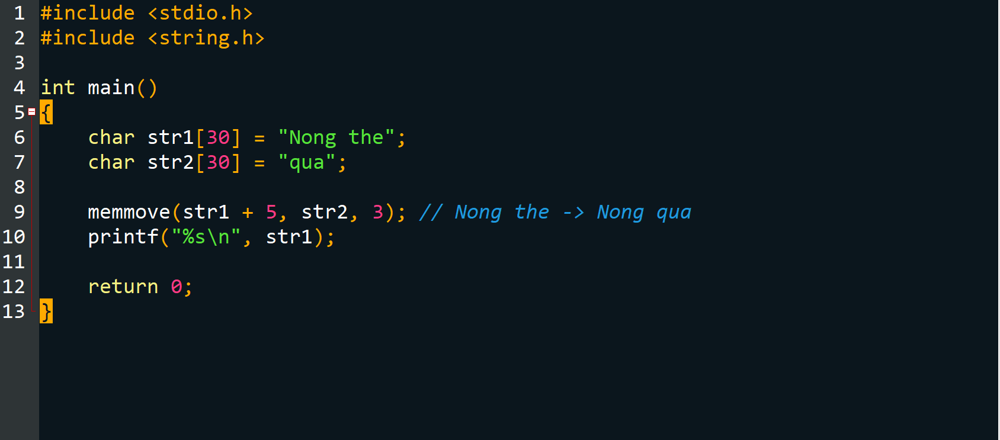 1 #include <stdio.h>
2 #include <string.h>
3
4 int main()
5 {
6     char str1[30] = "Nong the";
7     char str2[30] = "qua";
8
9     memmove(str1 + 5, str2, 3); // Nong the -> Nong qua
10     printf("%s\n", str1);
11
12     return 0;
13 }